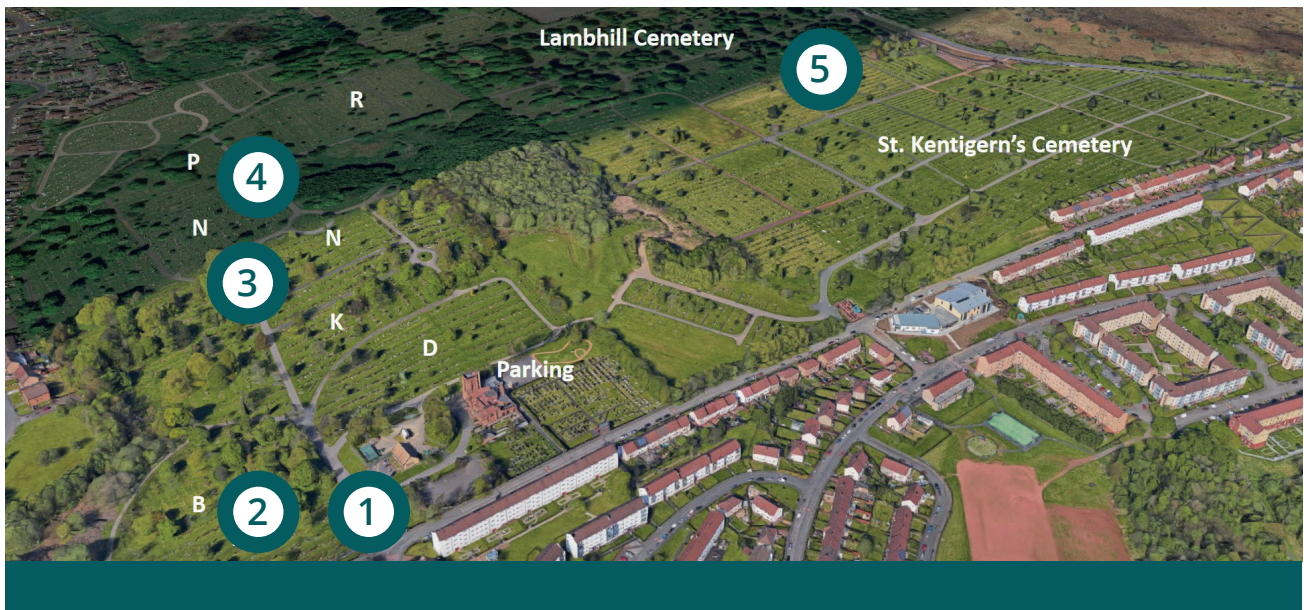 Lambhill Cemetery
5
R
St. Kentigern's Cemetery
P
4
N
N
3
K
D
Parking
B
2
1